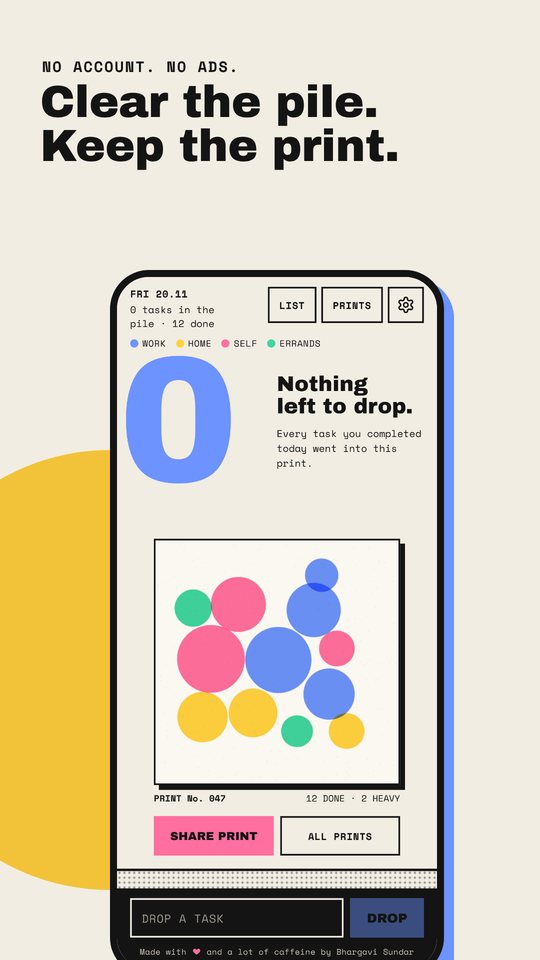 NO ACCOUNT. NO ADS.
Clear the pile.
Keep the print.
FRI 20.11
0 tasks in the
pile · 12 done
LIST
PRINTS
WORK
HOME
SELF
ERRANDS
0
Nothing
left to drop.
Every task you completed
today went into this
print.
PRINT No. 047
12 DONE · 2 HEAVY
SHARE PRINT
ALL PRINTS
DROP A TASK
DROP
Made with ♥ and a lot of caffeine by Bhargavi Sundar